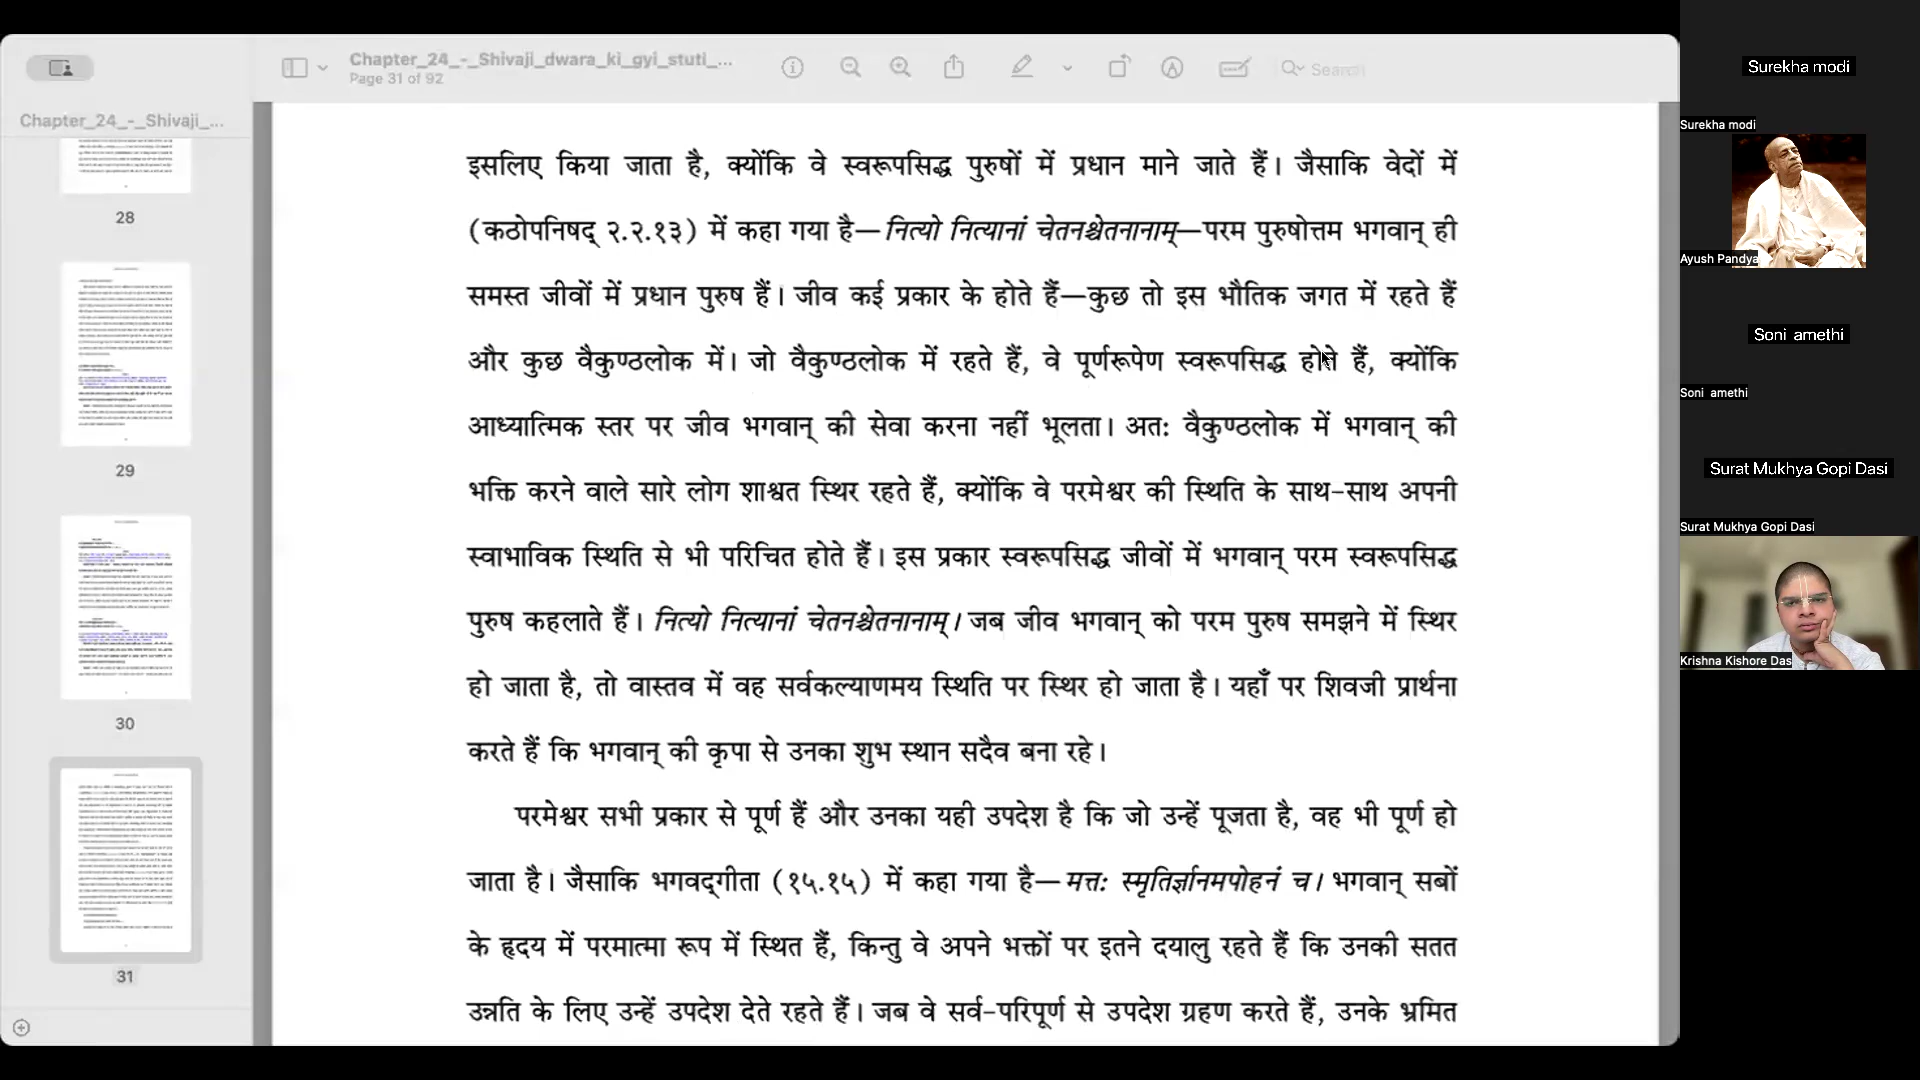 Chapter_24_-_Shivaji_dwara_ki_gyi_stuti_...
Page 31 of 92
Search
Chapter_24_-_Shivaji_...
28
29
30
31
इसलिए किया जाता है, क्योंकि वे स्वरूपसिद्ध पुरुषों में प्रधान माने जाते हैं। जैसाकि वेदों में
(कठोपनिषद् २.२.१३) में कहा गया है—नित्यो नित्यानां चेतनश्चेतनानाम्—परम पुरुषोत्तम भगवान् ही
समस्त जीवों में प्रधान पुरुष हैं। जीव कई प्रकार के होते हैं—कुछ तो इस भौतिक जगत में रहते हैं
और कुछ वैकुण्ठलोक में। जो वैकुण्ठलोक में रहते हैं, वे पूर्णरूपेण स्वरूपसिद्ध होते हैं, क्योंकि
आध्यात्मिक स्तर पर जीव भगवान् की सेवा करना नहीं भूलता। अतः वैकुण्ठलोक में भगवान् की
भक्ति करने वाले सारे लोग शाश्वत स्थिर रहते हैं, क्योंकि वे परमेश्वर की स्थिति के साथ-साथ अपनी
स्वाभाविक स्थिति से भी परिचित होते हैं। इस प्रकार स्वरूपसिद्ध जीवों में भगवान् परम स्वरूपसिद्ध
पुरुष कहलाते हैं। नित्यो नित्यानां चेतनश्चेतनानाम्। जब जीव भगवान् को परम पुरुष समझने में स्थिर
हो जाता है, तो वास्तव में वह सर्वकल्याणमय स्थिति पर स्थिर हो जाता है। यहाँ पर शिवजी प्रार्थना
करते हैं कि भगवान् की कृपा से उनका शुभ स्थान सदैव बना रहे।
परमेश्वर सभी प्रकार से पूर्ण हैं और उनका यही उपदेश है कि जो उन्हें पूजता है, वह भी पूर्ण हो
जाता है। जैसाकि भगवद्गीता (१५.१५) में कहा गया है—मत्तः स्मृतिर्ज्ञानमपोहनं च। भगवान् सबों
के हृदय में परमात्मा रूप में स्थित हैं, किन्तु वे अपने भक्तों पर इतने दयालु रहते हैं कि उनकी सतत
उन्नति के लिए उन्हें उपदेश देते रहते हैं। जब वे सर्व-परिपूर्ण से उपदेश ग्रहण करते हैं, उनके भ्रमित
Surekha modi
Surekha modi
Ayush Pandya
Soni amethi
Soni amethi
Surat Mukhya Gopi Dasi
Surat Mukhya Gopi Dasi
Krishna Kishore Das